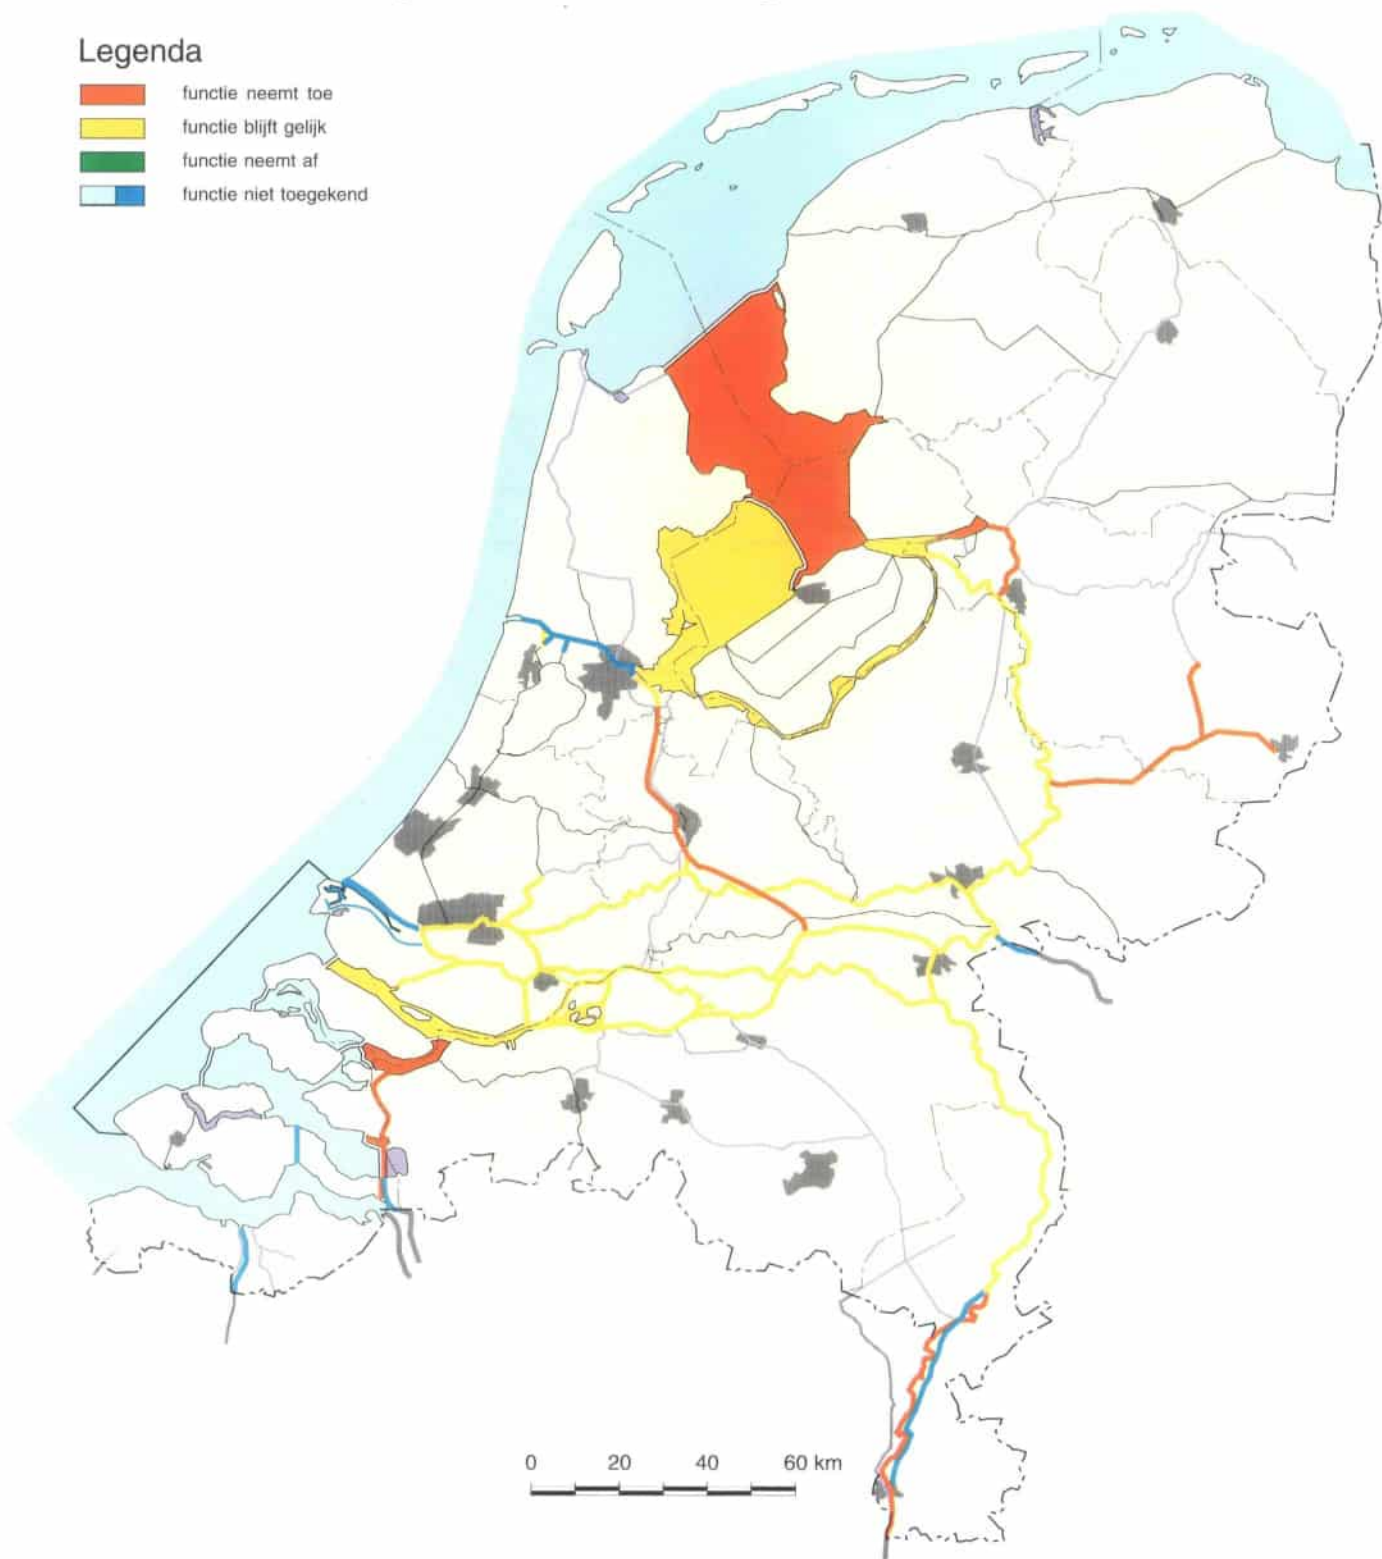 Legenda
functie neemt toe
functie blijft gelijk
functie neemt af
functie niet toegekend
0 20 40 60 km